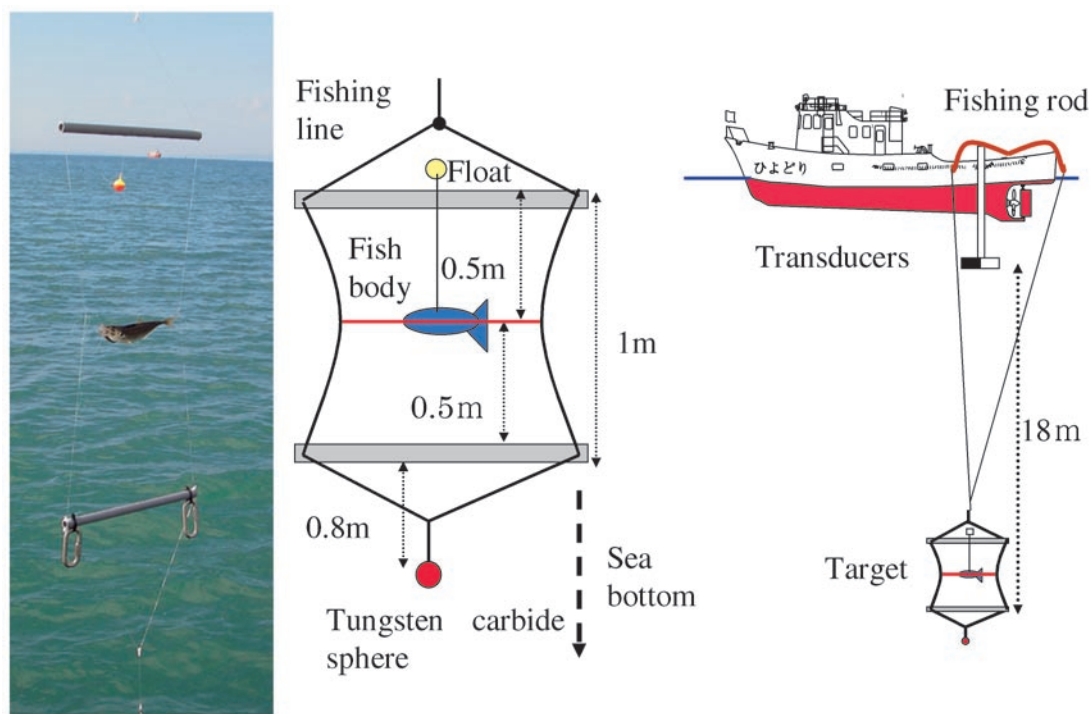 Fishing
line
Float
Fish
body
0.5m
0.5m
1m
0.8m
Tungsten carbide
sphere
Sea
bottom
Fishing rod
ひよどり
Transducers
18m
Target